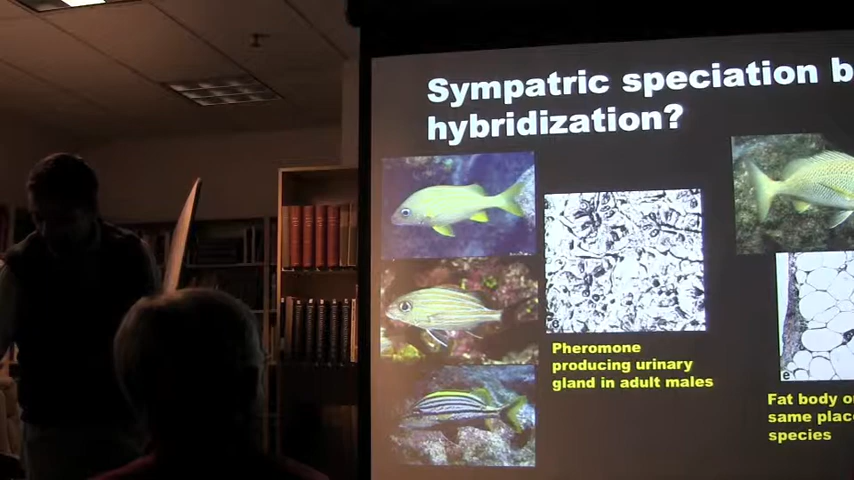 Sympatric speciation b
hybridization?
Pheromone
producing urinary
gland in adult males
e
Fat body o
same place
species